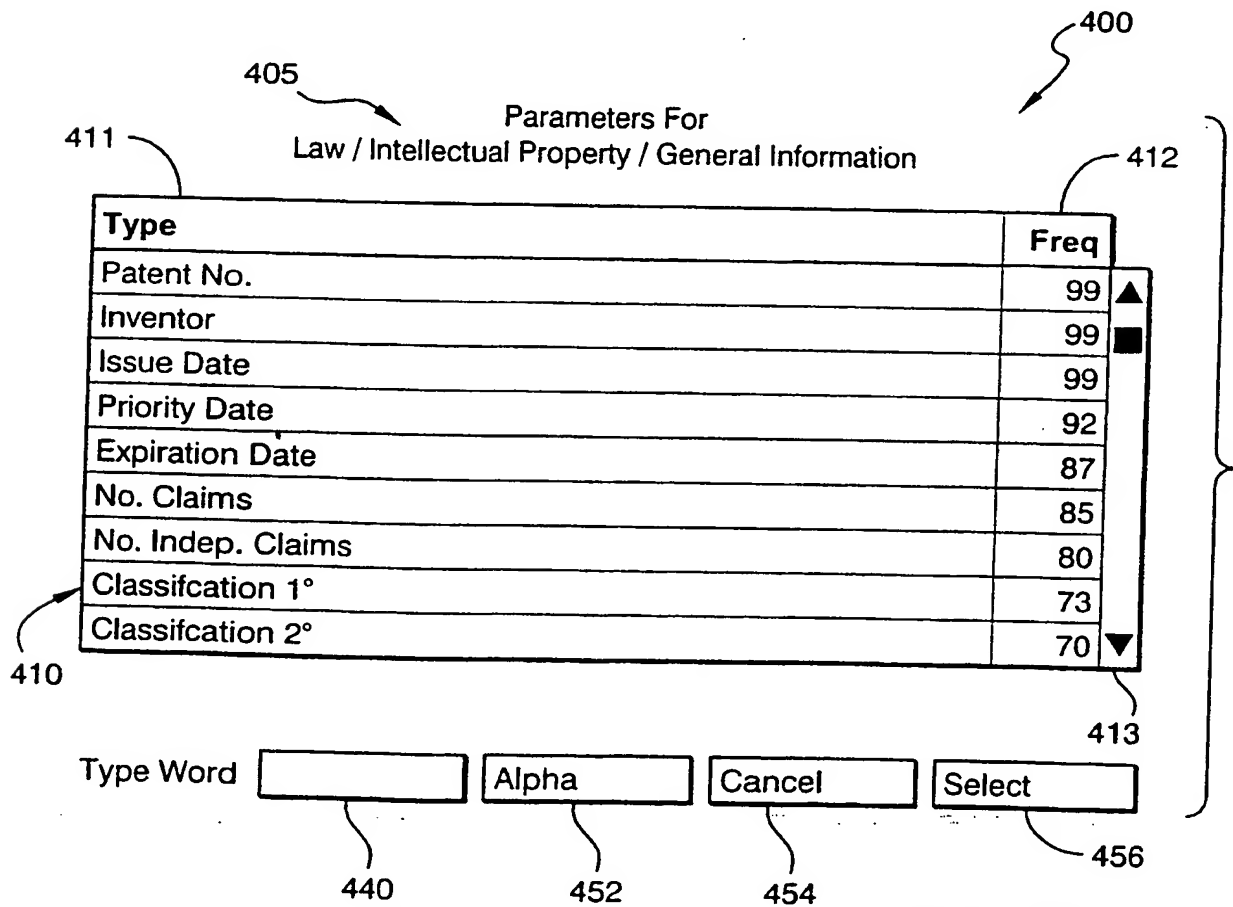 400
405
Parameters For
Law / Intellectual Property / General Information
411
412
Type Freq
Patent No. 99
Inventor 99
Issue Date 99
Priority Date 92
Expiration Date 87
No. Claims 85
No. Indep. Claims 80
Classifcation 1° 73
Classifcation 2° 70
410
413
Type Word Alpha Cancel Select
440 452 454 456